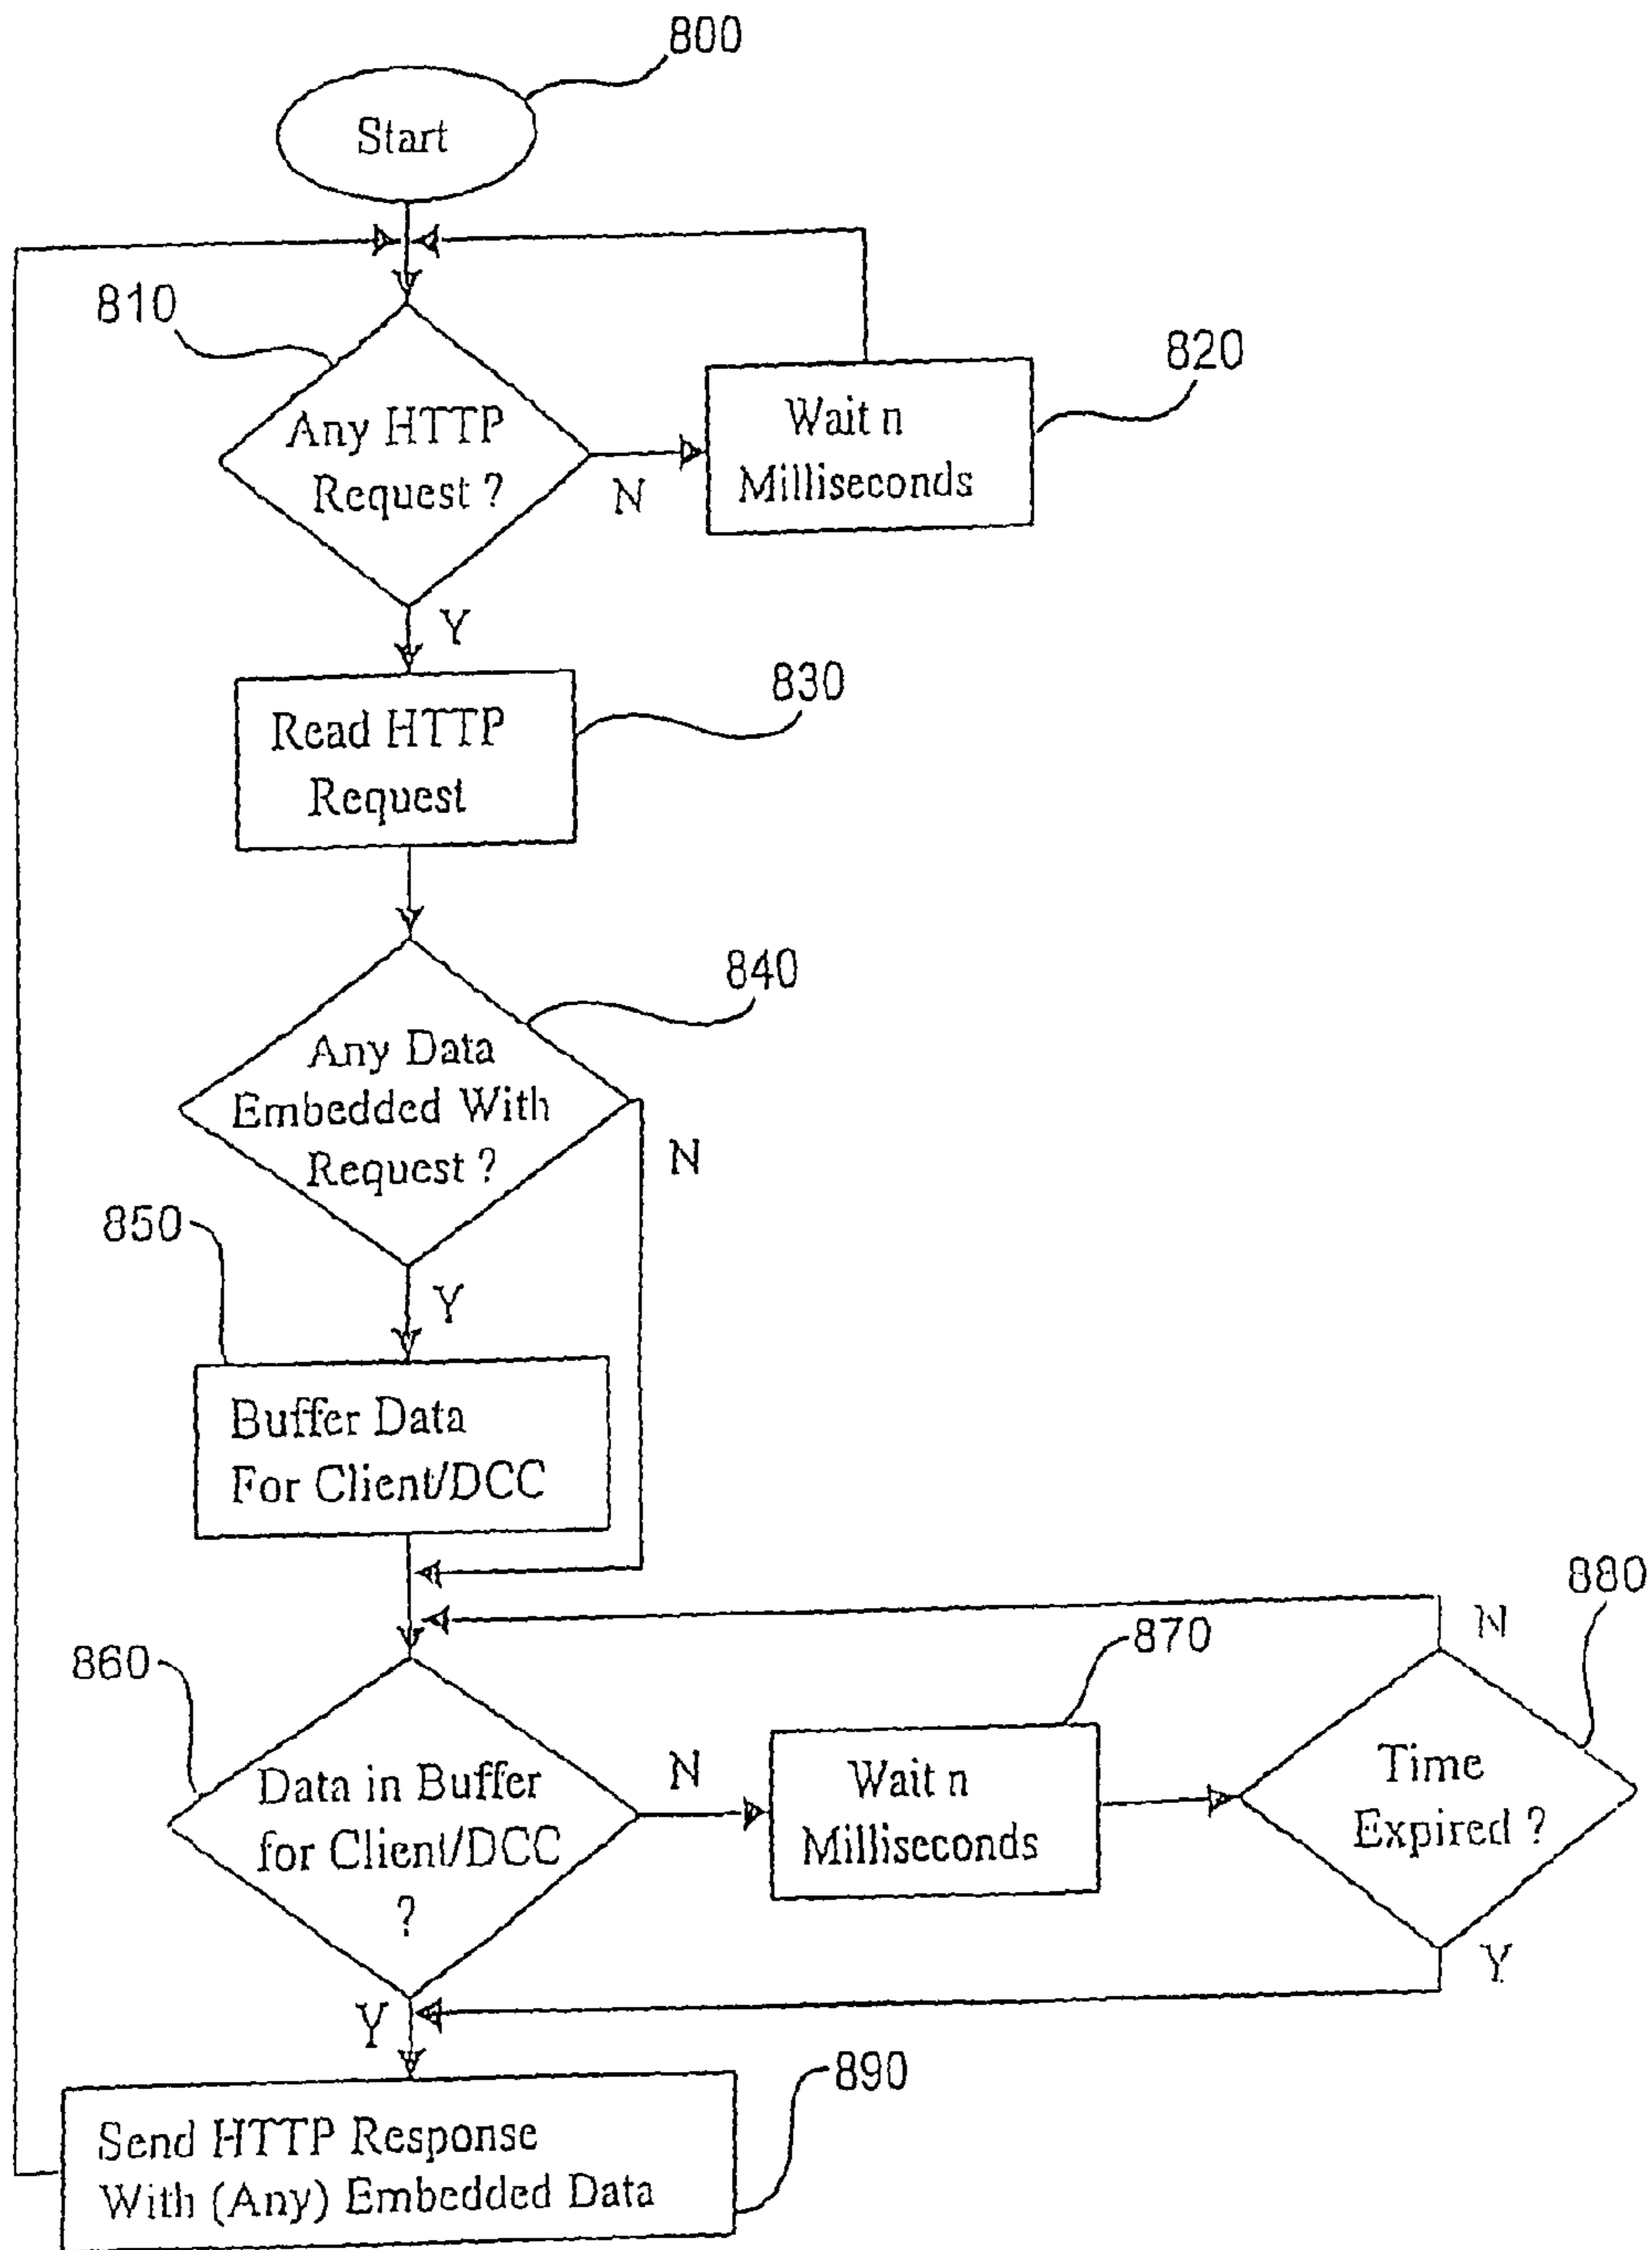 800
Start
810
Any HTTP
Request ?
N
Wait n
Milliseconds
820
Y
Read HTTP
Request
830
840
Any Data
Embedded With
Request ?
N
850
Y
Buffer Data
For Client/DCC
880
N
870
860
Data in Buffer
for Client/DCC
?
N
Wait n
Milliseconds
Time
Expired ?
Y
Y
890
Send HTTP Response
With (Any) Embedded Data